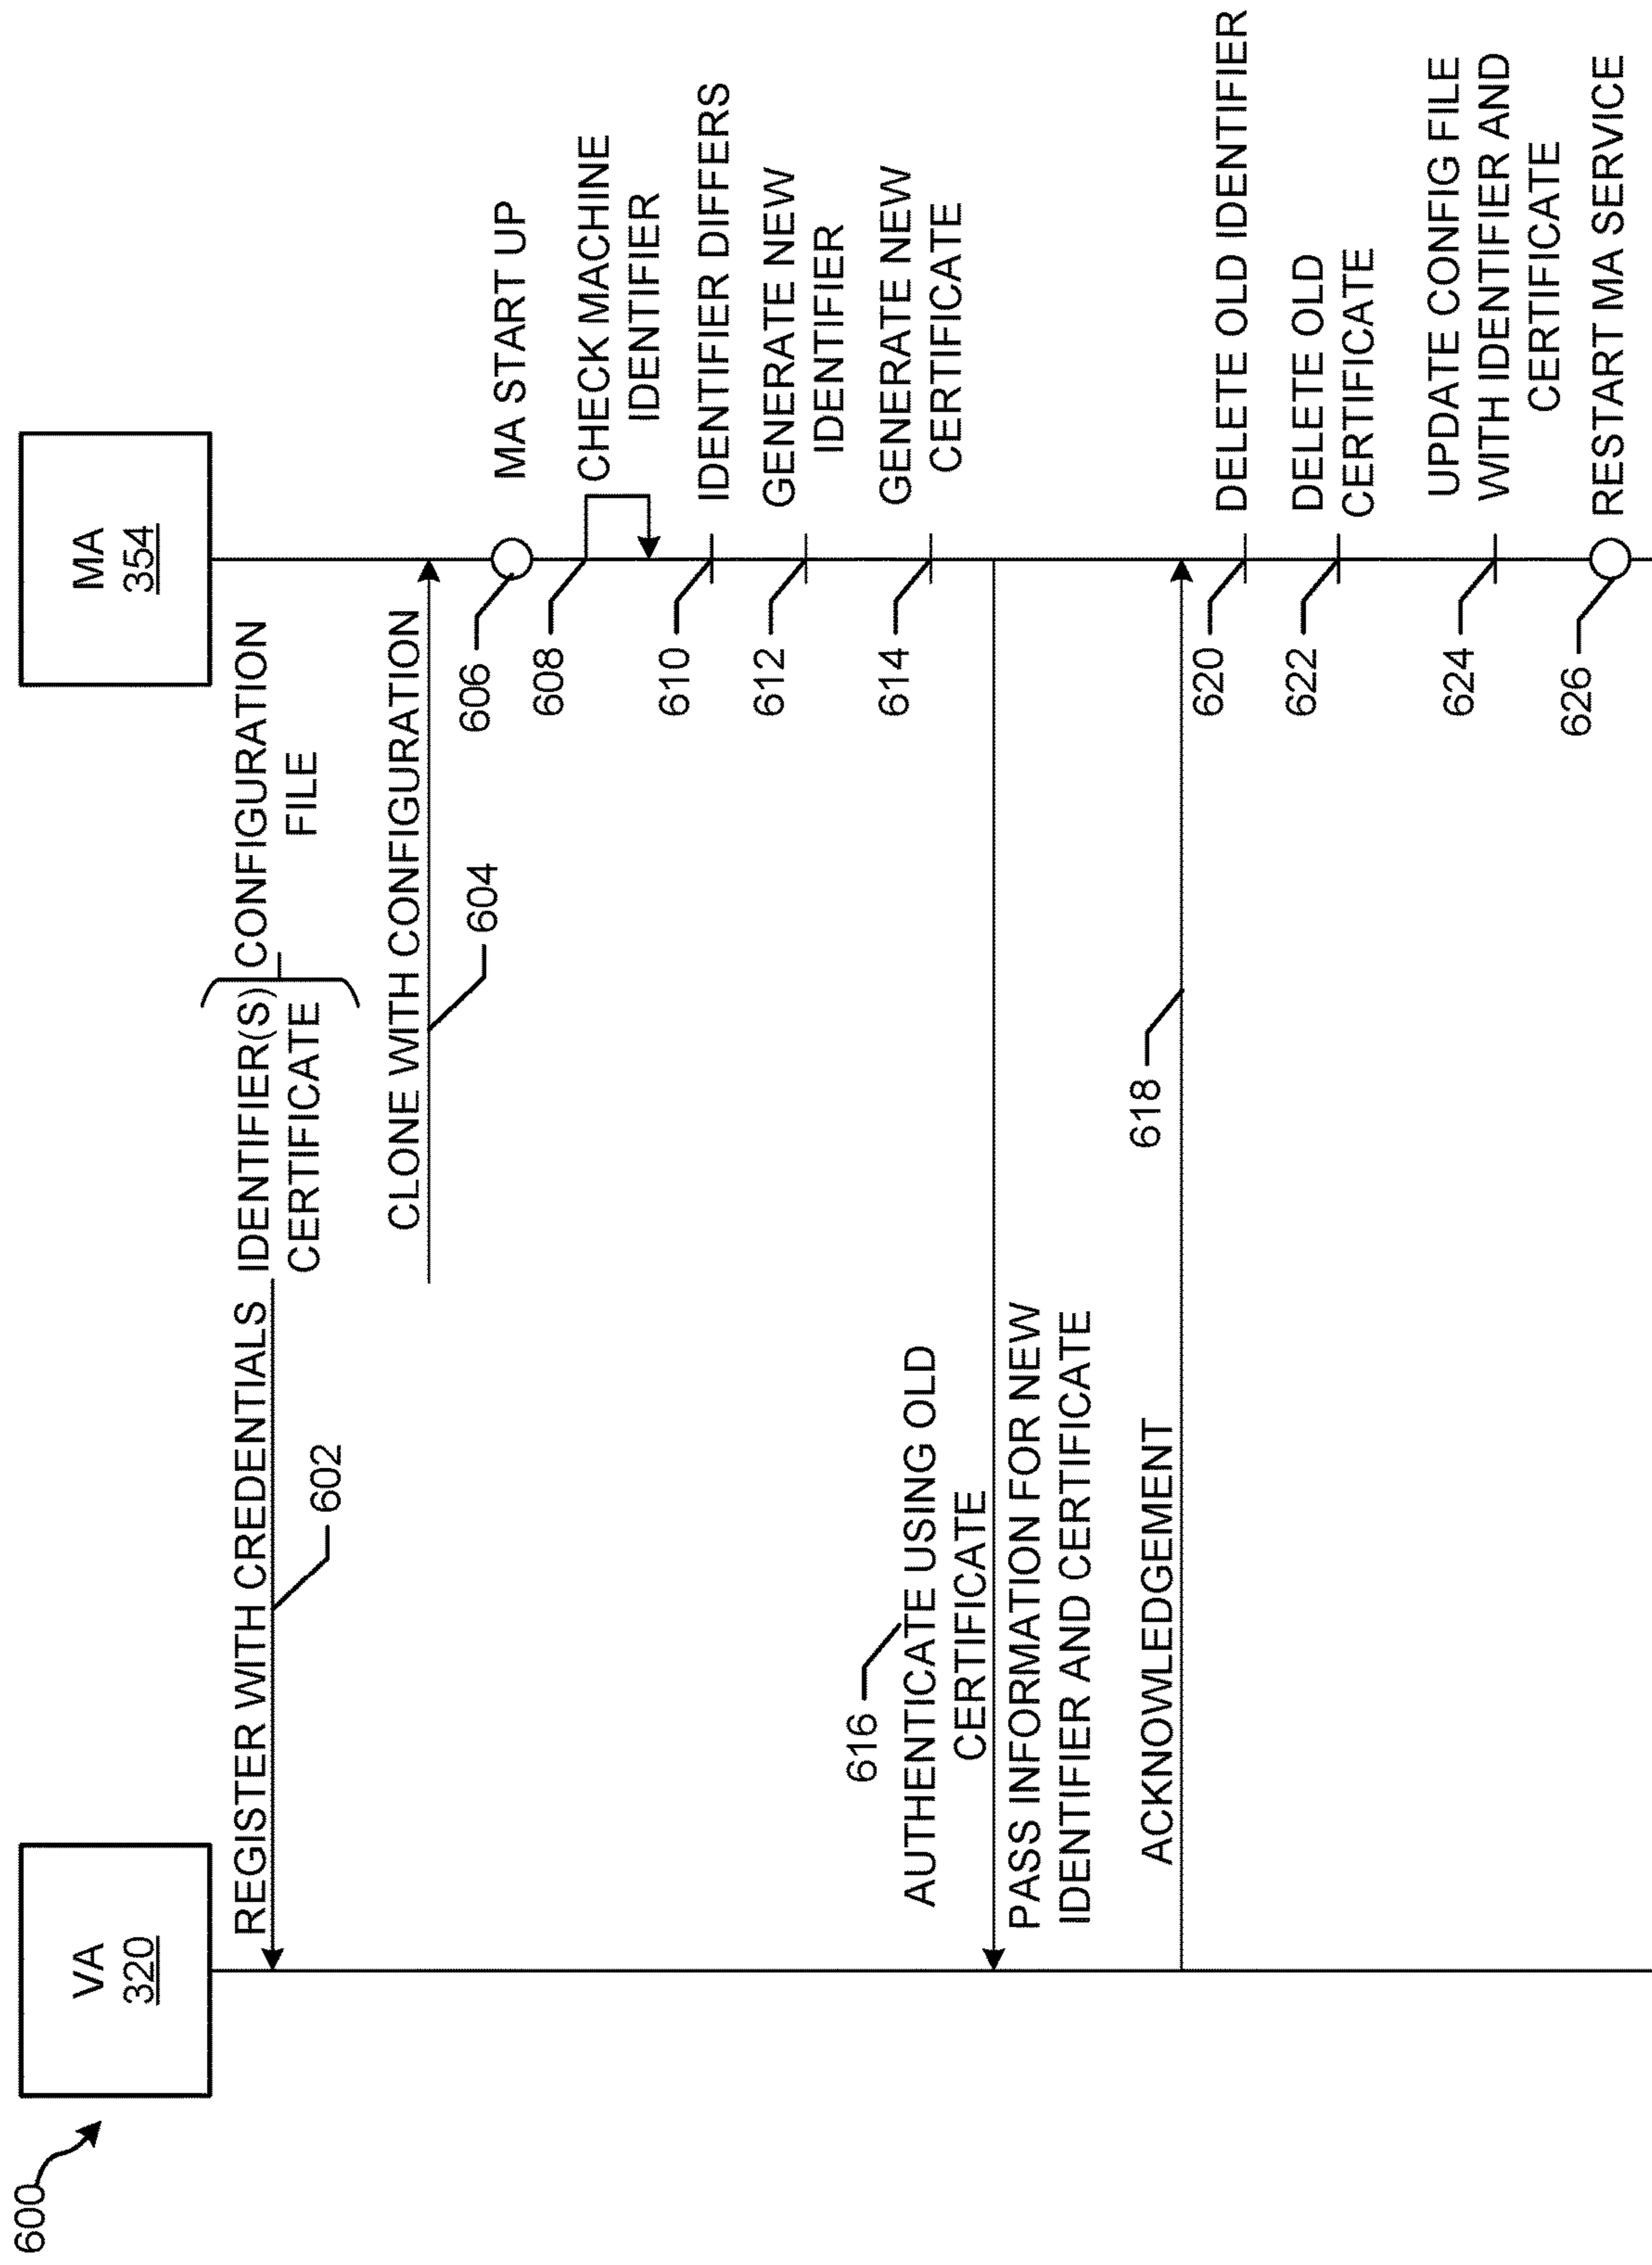 600
VA
320
MA
354
REGISTER WITH CREDENTIALS
602
IDENTIFIER(S)
CERTIFICATE
CONFIGURATION
FILE
CLONE WITH CONFIGURATION
604
606
MA START UP
608
CHECK MACHINE
IDENTIFIER
610
IDENTIFIER DIFFERS
612
GENERATE NEW
IDENTIFIER
614
GENERATE NEW
CERTIFICATE
616
AUTHENTICATE USING OLD
CERTIFICATE
PASS INFORMATION FOR NEW
IDENTIFIER AND CERTIFICATE
ACKNOWLEDGEMENT
618
620
DELETE OLD IDENTIFIER
622
DELETE OLD
CERTIFICATE
624
UPDATE CONFIG FILE
WITH IDENTIFIER AND
CERTIFICATE
626
RESTART MA SERVICE